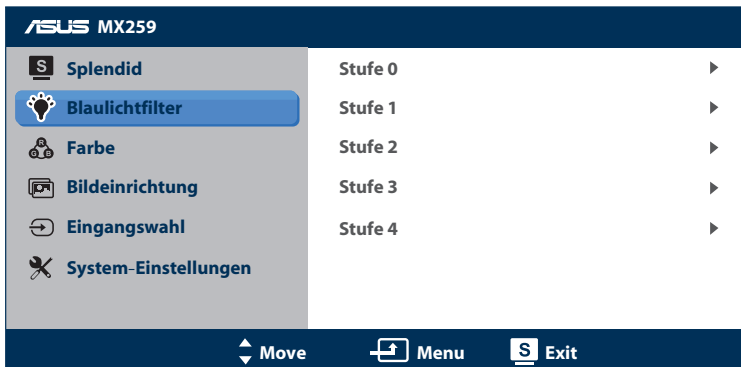 ASUS MX259
S Splendid
Blaulichtfilter
R G B Farbe
Bildeinrichtung
Eingangswahl
System-Einstellungen
Stufe 0
Stufe 1
Stufe 2
Stufe 3
Stufe 4
Move Menu S Exit